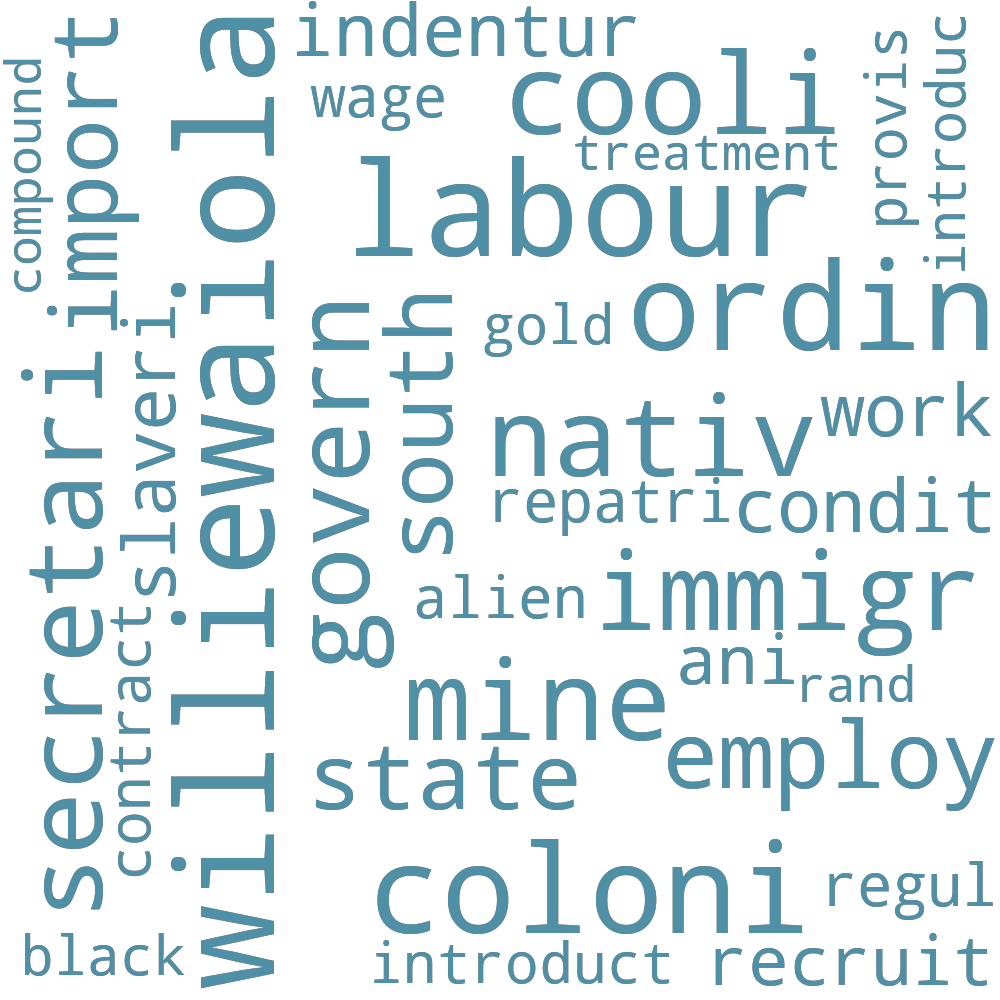 compound
import
secretari
slaveri
contract
williewaiola
indentur
wage
cooli
treatment
provis
introduc
labour
govern
south
gold
ordin
nativ
work
repatri
condit
alien
immigr
mine
ani
rand
state
employ
coloni
regul
black
introduct
recruit